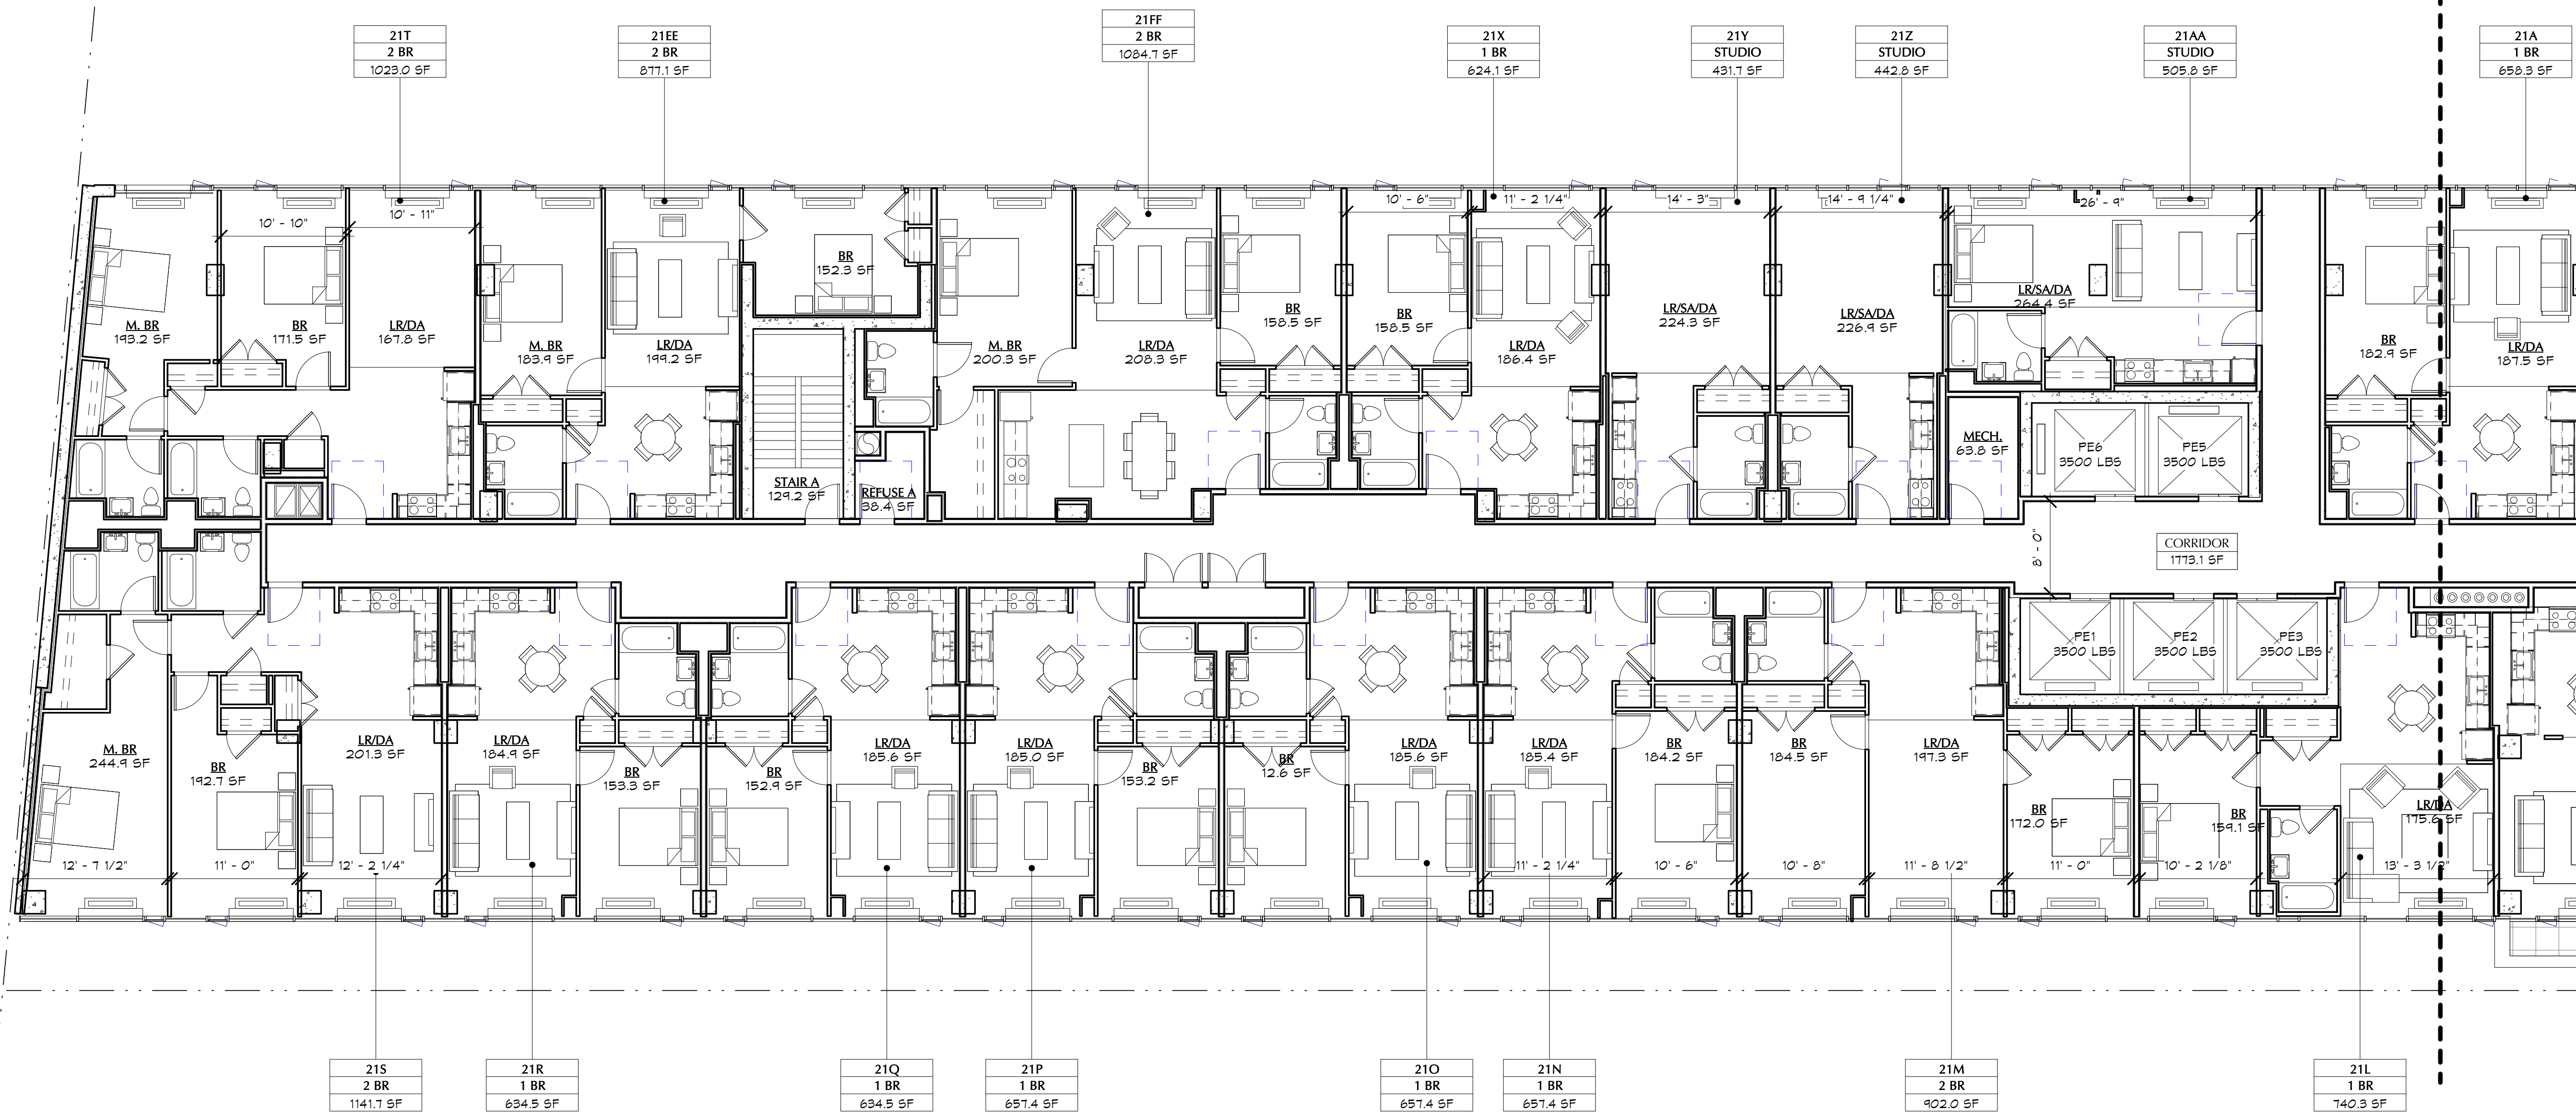 21T
2 BR
1023.0 SF
21EE
2 BR
877.1 SF
21FF
2 BR
1084.7 SF
21X
1 BR
624.1 SF
21Y
STUDIO
431.7 SF
21Z
STUDIO
442.8 SF
21AA
STUDIO
505.8 SF
21A
1 BR
658.3 SF
10' - 10"
10' - 11"
10' - 6"
11' - 2 1/4"
14' - 3"
14' - 9 1/4"
26' - 9"
M. BR
193.2 SF
BR
171.5 SF
LR/DA
167.8 SF
M. BR
183.9 SF
LR/DA
199.2 SF
BR
152.3 SF
M. BR
200.3 SF
LR/DA
208.3 SF
BR
158.5 SF
BR
158.5 SF
LR/DA
186.4 SF
LR/SA/DA
224.3 SF
LR/SA/DA
226.9 SF
LR/SA/DA
264.4 SF
BR
182.9 SF
LR/DA
187.5 SF
STAIR A
129.2 SF
REFUSE A
38.4 SF
MECH.
63.8 SF
PE6
3500 LBS
PE5
3500 LBS
8' - 0"
CORRIDOR
1773.1 SF
PE1
3500 LBS
PE2
3500 LBS
PE3
3500 LBS
M. BR
244.9 SF
BR
192.7 SF
LR/DA
201.3 SF
LR/DA
184.9 SF
BR
153.3 SF
BR
152.9 SF
LR/DA
185.6 SF
LR/DA
185.0 SF
BR
153.2 SF
BR
12.6 SF
LR/DA
185.6 SF
LR/DA
185.4 SF
BR
184.2 SF
BR
184.5 SF
LR/DA
197.3 SF
BR
172.0 SF
BR
159.1 SF
LR/DA
175.6 SF
12' - 7 1/2"
11' - 0"
12' - 2 1/4"
11' - 2 1/4"
10' - 6"
10' - 8"
11' - 8 1/2"
11' - 0"
10' - 2 1/8"
13' - 3 1/2"
21S
2 BR
1141.7 SF
21R
1 BR
634.5 SF
21Q
1 BR
634.5 SF
21P
1 BR
657.4 SF
21O
1 BR
657.4 SF
21N
1 BR
657.4 SF
21M
2 BR
902.0 SF
21L
1 BR
740.3 SF